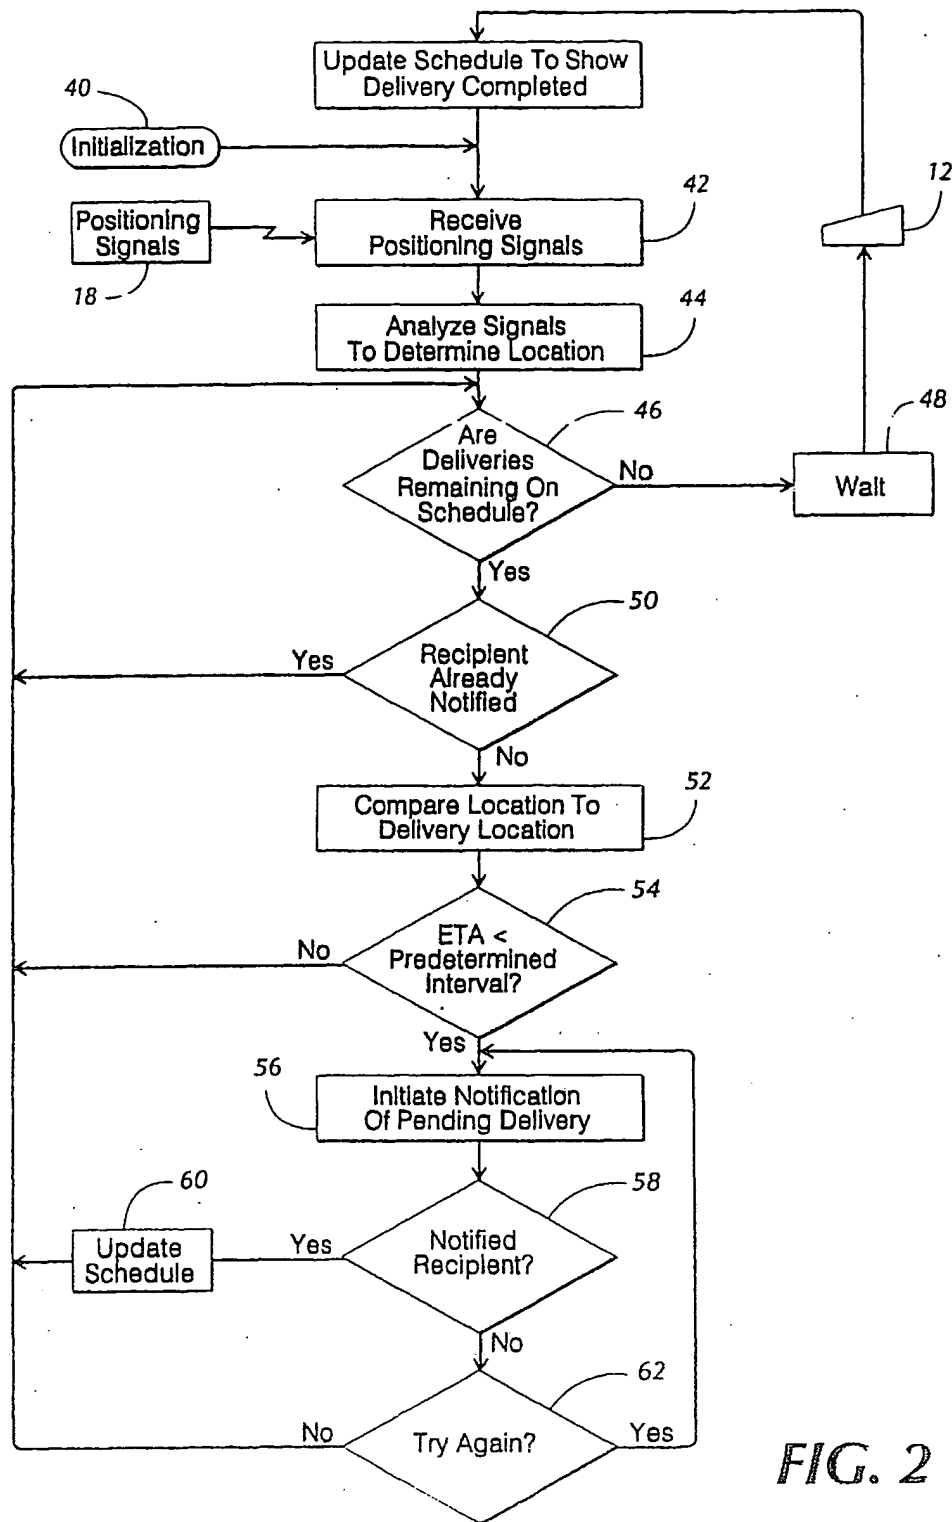 Update Schedule To Show
Delivery Completed
40
Initialization
12
42
Positioning
Signals
Receive
Positioning Signals
18
44
Analyze Signals
To Determine Location
46
48
Are
Deliveries
Remaining On
Schedule?
No
Wait
Yes
50
Yes
Recipient
Already
Notified
No
52
Compare Location To
Delivery Location
54
No
ETA <
Predetermined
Interval?
Yes
56
Initiate Notification
Of Pending Delivery
58
60
Update
Schedule
Yes
Notified
Recipient?
No
62
No
Try Again?
Yes
FIG. 2